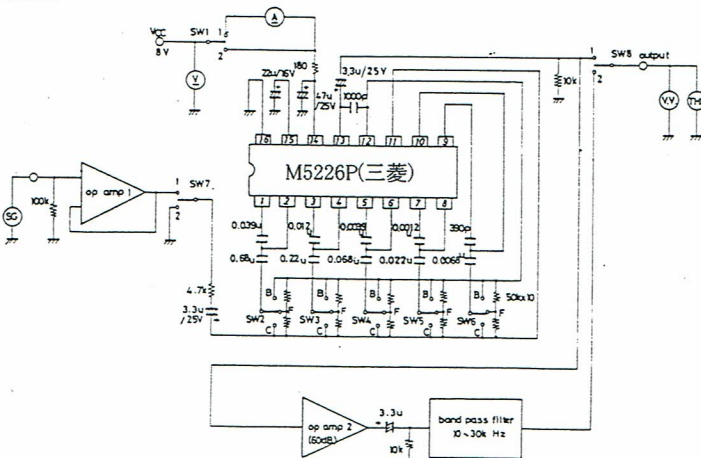 VCC
8V
SW1
1
2
A
V
180
22u/16V
47u
/25V
3.3u/25V
1000p
10k
1
2
SW8
output
V.V.
TH
16
15
14
13
12
11
10
9
M5226P(三菱)
1
2
3
4
5
6
7
8
SG
100k
op amp 1
1
2
SW7
4.7k
3.3u
/25V
0.039u
0.012
u
0.0039
u
0.0012
u
390p
0.68u
0.22u
0.068u
0.022u
0.0068
u
B
B
B
B
B
50k×10
F
F
F
F
F
SW2
SW3
SW4
SW5
SW6
C
C
C
C
C
op amp 2
(60dB)
3.3u
10k
band pass filter
10~30k Hz